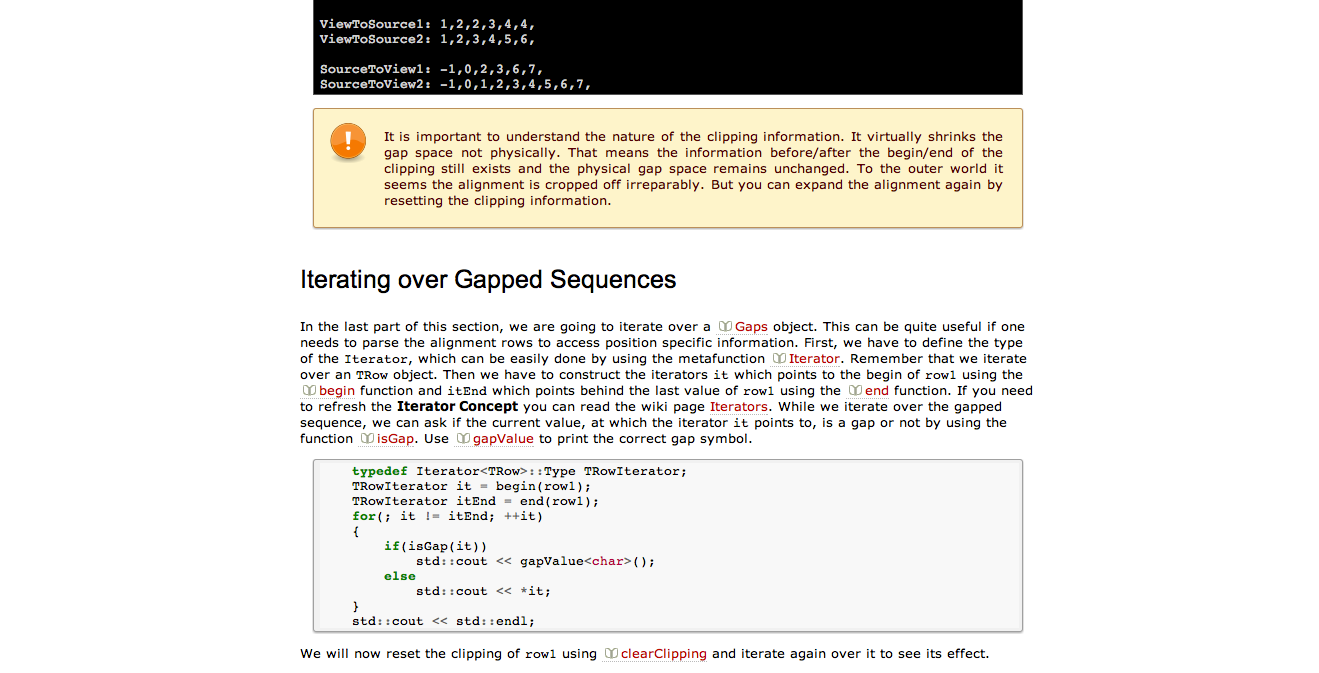 ViewToSource1: 1,2,2,3,4,4,
ViewToSource2: 1,2,3,4,5,6,
SourceToView1: -1,0,2,3,6,7,
SourceToView2: -1,0,1,2,3,4,5,6,7,
It is important to understand the nature of the clipping information. It virtually shrinks the
gap space not physically. That means the information before/after the begin/end of the
clipping still exists and the physical gap space remains unchanged. To the outer world it
seems the alignment is cropped off irreparably. But you can expand the alignment again by
resetting the clipping information.
Iterating over Gapped Sequences
In the last part of this section, we are going to iterate over a Gaps object. This can be quite useful if one
needs to parse the alignment rows to access position specific information. First, we have to define the type
of the Iterator, which can be easily done by using the metafunction Iterator. Remember that we iterate
over an TRow object. Then we have to construct the iterators it which points to the begin of row1 using the
begin function and itEnd which points behind the last value of row1 using the end function. If you need
to refresh the Iterator Concept you can read the wiki page Iterators. While we iterate over the gapped
sequence, we can ask if the current value, at which the iterator it points to, is a gap or not by using the
function isGap. Use gapValue to print the correct gap symbol.
typedef Iterator<TRow>::Type TRowIterator;
TRowIterator it = begin(row1);
TRowIterator itEnd = end(row1);
for(; it != itEnd; ++it)
{
    if(isGap(it))
        std::cout << gapValue<char>();
    else
        std::cout << *it;
}
std::cout << std::endl;
We will now reset the clipping of row1 using clearClipping and iterate again over it to see its effect.